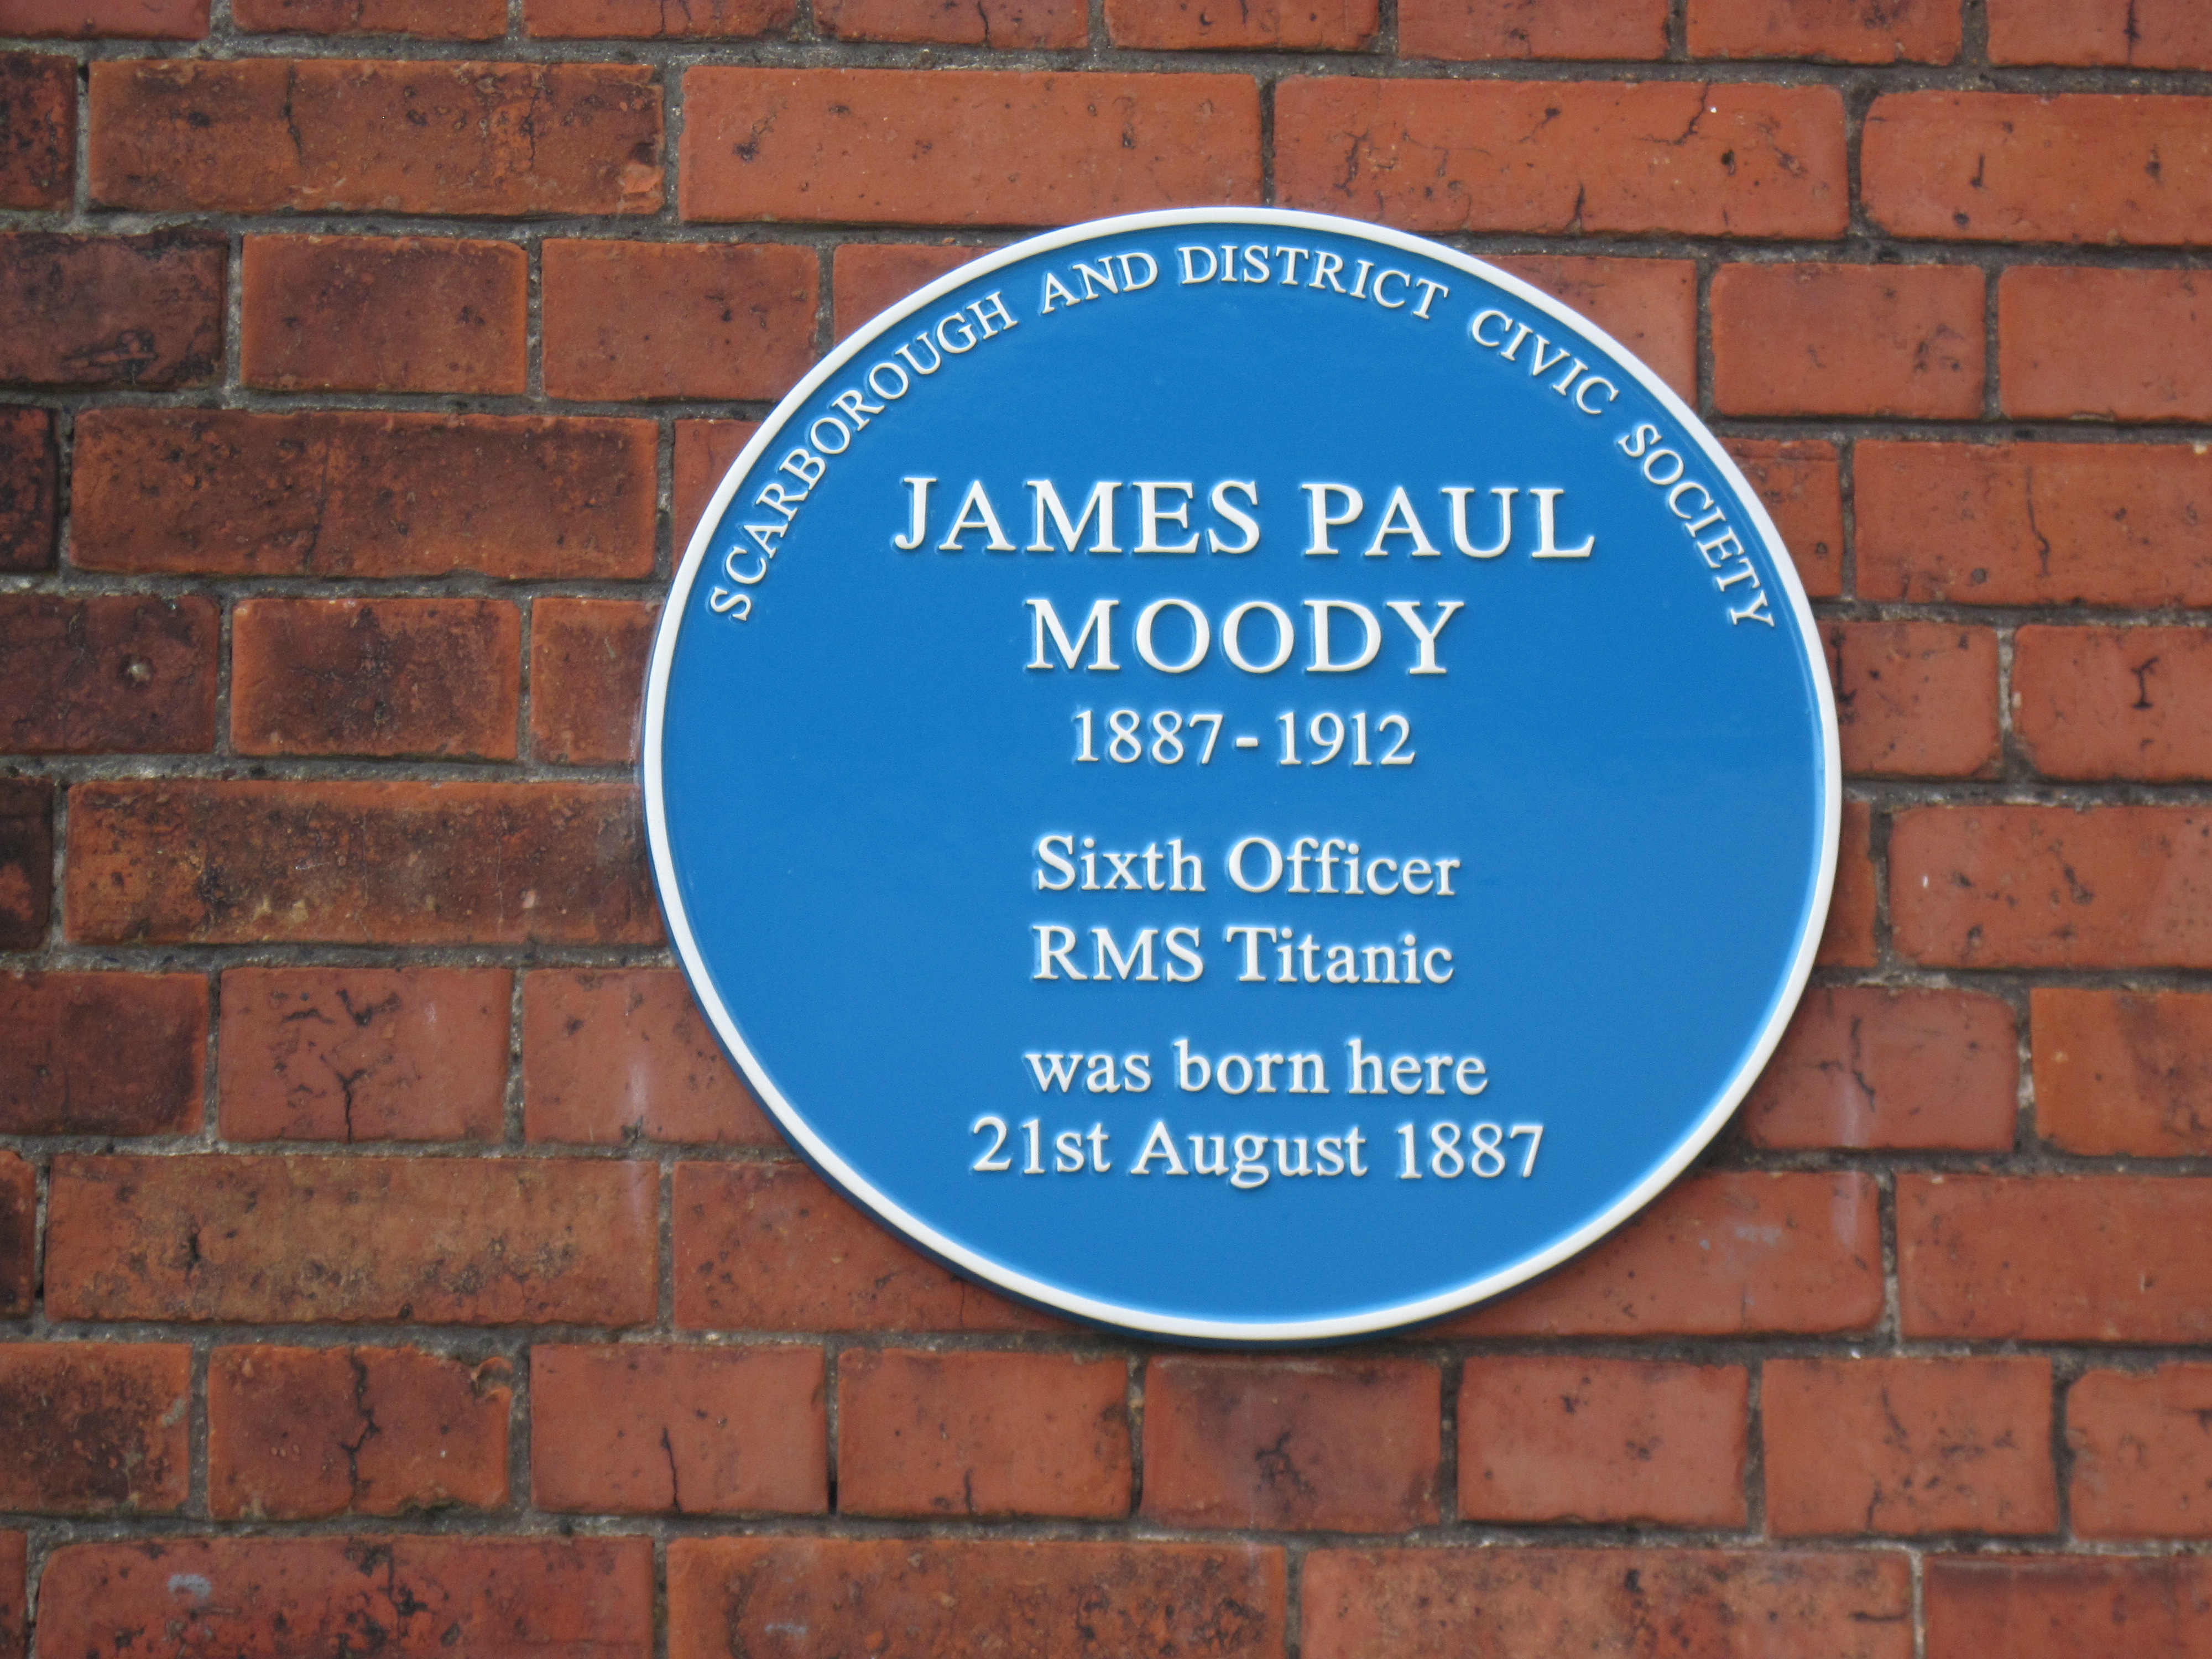 SCARBOROUGH AND DISTRICT CIVIC SOCIETY
JAMES PAUL
MOODY
1887-1912
Sixth Officer
RMS Titanic
was born here
21st August 1887